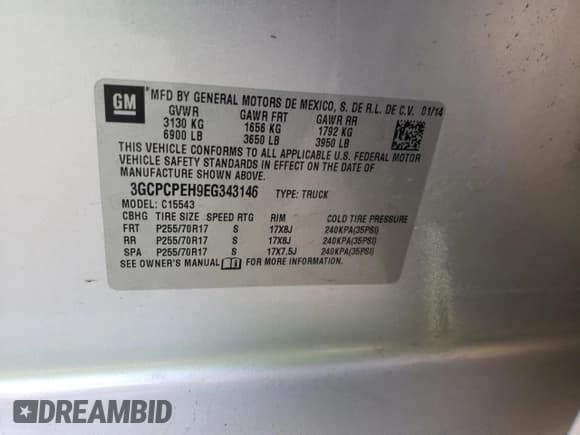 GM
*MFD BY GENERAL MOTORS DE MEXICO, S. DE R.L. DE C.V. 01/14
GVWR GAWR FRT GAWR RR
3130 KG 1656 KG 1792 KG
6900 LB 3650 LB 3950 LB
THIS VEHICLE CONFORMS TO ALL APPLICABLE U.S. FEDERAL MOTOR
VEHICLE SAFETY STANDARDS IN EFFECT ON THE DATE OF
MANUFACTURE SHOWN ABOVE.
3GCPCPEH9EG343146 TYPE: TRUCK
MODEL: C15543
CBHG TIRE SIZE SPEED RTG RIM COLD TIRE PRESSURE
FRT P255/70R17 S 17X8J 240KPA(35PSI)
RR P255/70R17 S 17X8J 240KPA(35PSI)
SPA P255/70R17 S 17X7.5J 240KPA(35PSI)
SEE OWNER'S MANUAL FOR MORE INFORMATION.
DREAMBID